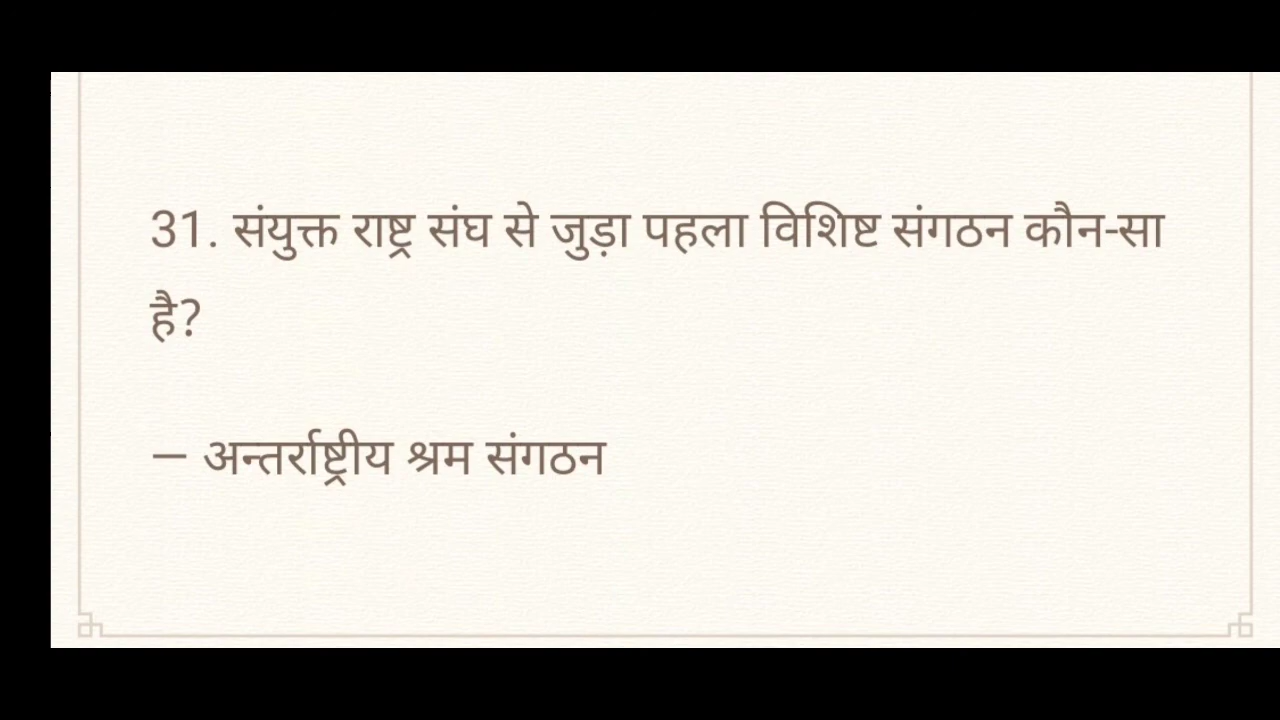 31. संयुक्त राष्ट्र संघ से जुड़ा पहला विशिष्ट संगठन कौन-सा
है?
– अन्तर्राष्ट्रीय श्रम संगठन